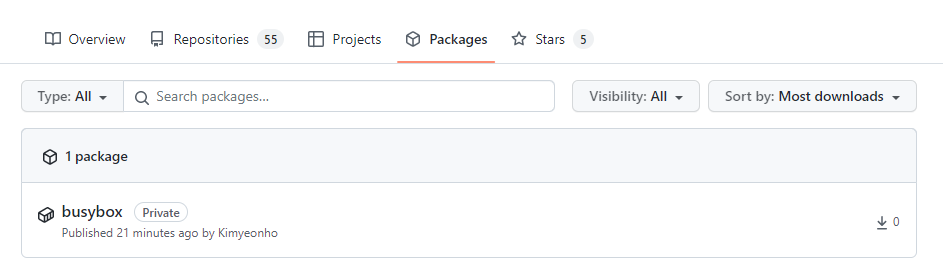 Overview Repositories 55 Projects Packages Stars 5
Type: All Search packages... Visibility: All Sort by: Most downloads
1 package
busybox Private
Published 21 minutes ago by Kimyeonho 0